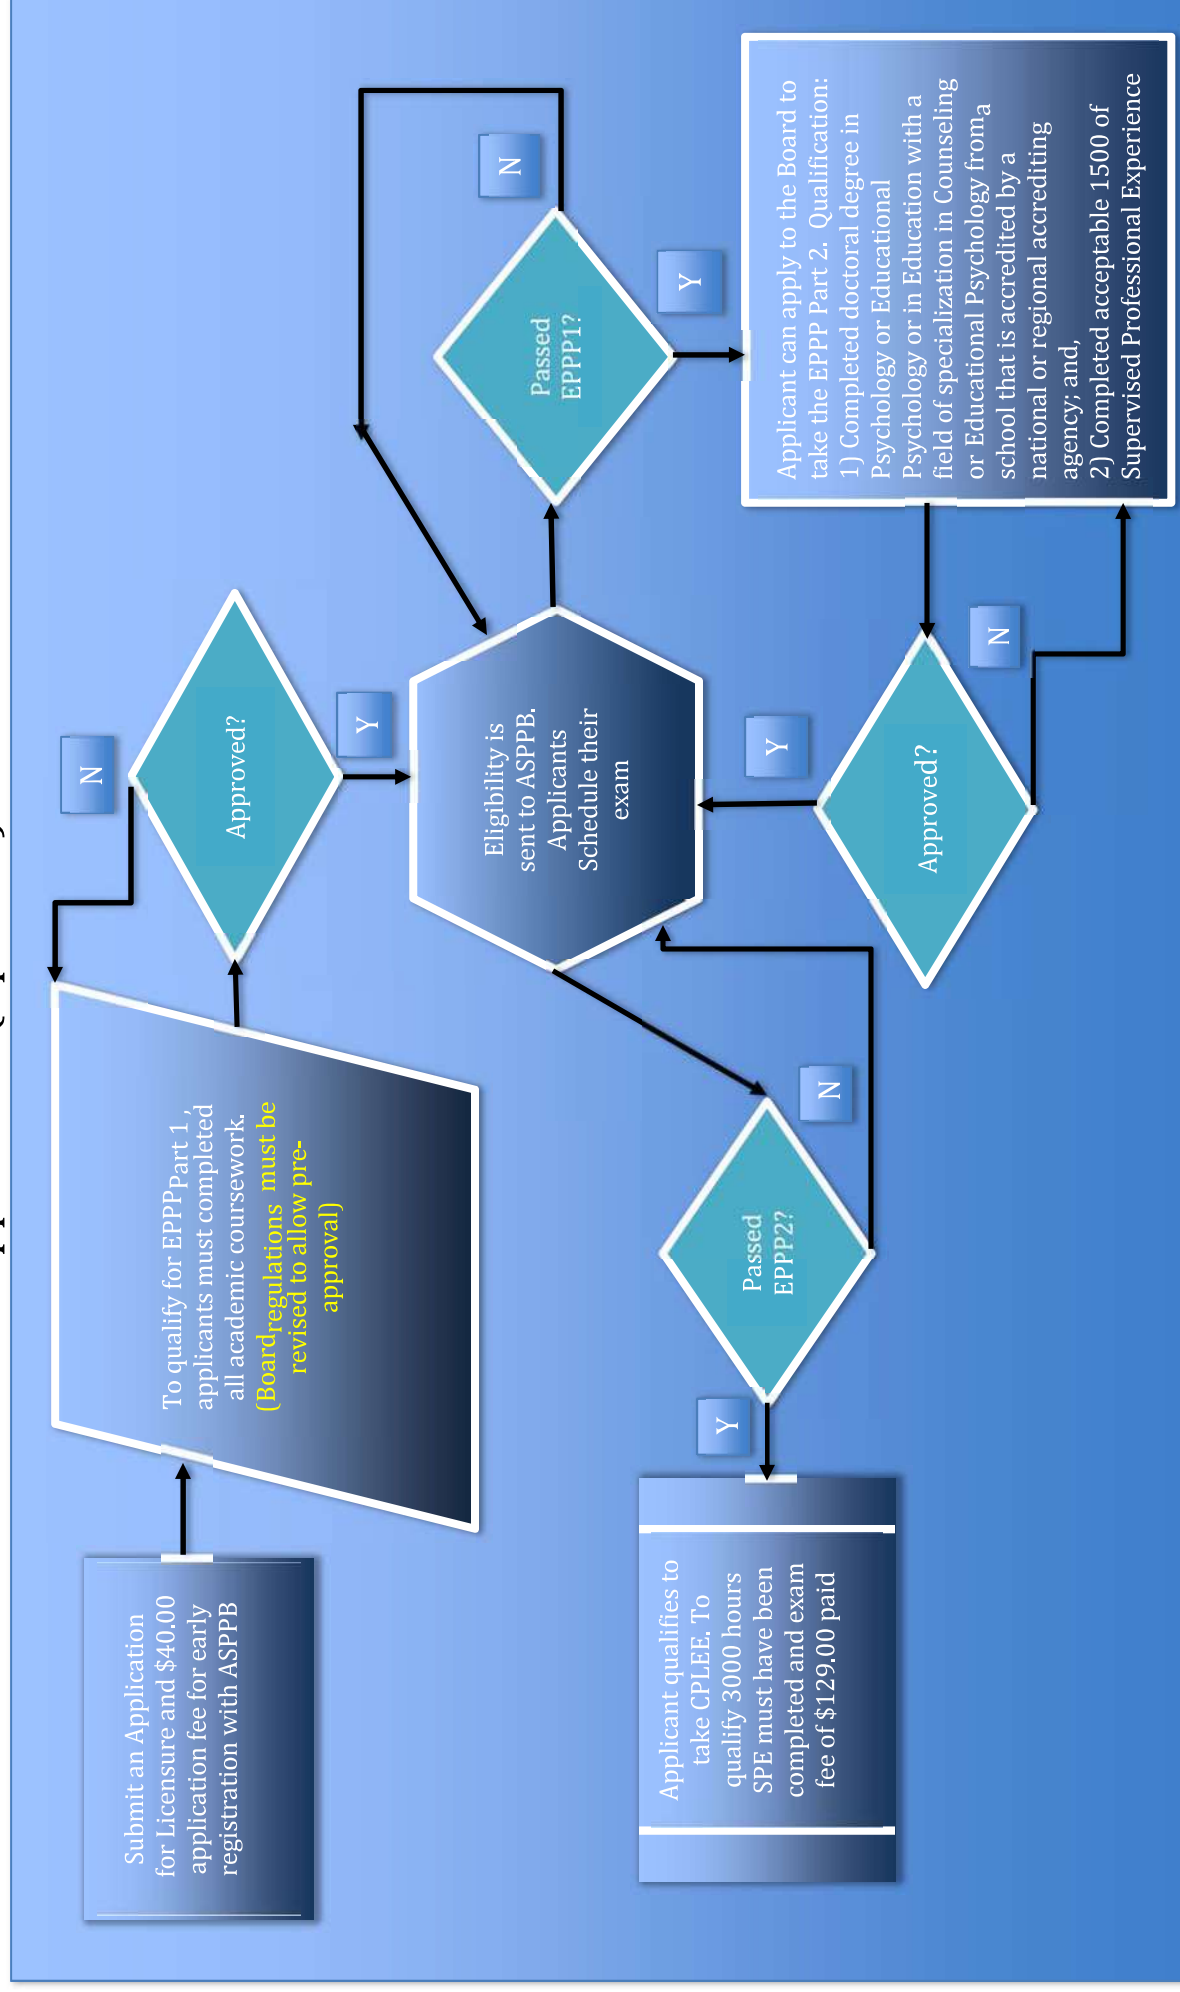 Submit an Application
for Licensure and $40.00
application fee for early
registration with ASPPB
To qualify for EPPP Part 1,
applicants must completed
all academic coursework.
(Board regulations must be
revised to allow pre-
approval)
N
Approved?
Y
Eligibility is
sent to ASPPB.
Applicants
Schedule their
exam
Passed
EPPP1?
N
Y
Applicant can apply to the Board to
take the EPPP Part 2. Qualification:
1) Completed doctoral degree in
Psychology or Educational
Psychology or in Education with a
field of specialization in Counseling
or Educational Psychology from a
school that is accredited by a
national or regional accrediting
agency; and,
2) Completed acceptable 1500 of
Supervised Professional Experience
Approved?
N
Y
Passed
EPPP2?
N
Y
Applicant qualifies to
take CPLEE. To
qualify 3000 hours
SPE must have been
completed and exam
fee of $129.00 paid